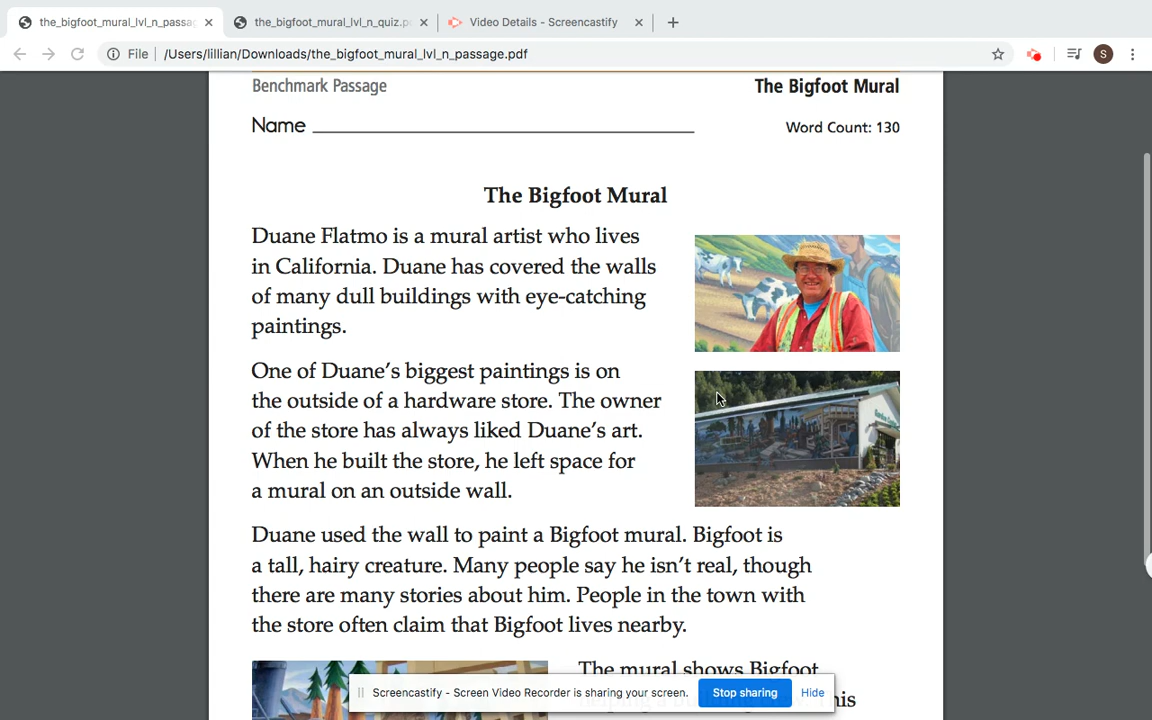 the_bigfoot_mural_lvl_n_passa
the_bigfoot_mural_lvl_n_quiz.p
Video Details - Screencastify
File
/Users/lillian/Downloads/the_bigfoot_mural_lvl_n_passage.pdf
S
Benchmark Passage
The Bigfoot Mural
Name
Word Count: 130
The Bigfoot Mural
Duane Flatmo is a mural artist who lives
in California. Duane has covered the walls
of many dull buildings with eye-catching
paintings.
One of Duane’s biggest paintings is on
the outside of a hardware store. The owner
of the store has always liked Duane’s art.
When he built the store, he left space for
a mural on an outside wall.
Duane used the wall to paint a Bigfoot mural. Bigfoot is
a tall, hairy creature. Many people say he isn’t real, though
there are many stories about him. People in the town with
the store often claim that Bigfoot lives nearby.
The mural shows Bigfoot
Screencastify - Screen Video Recorder is sharing your screen.
Stop sharing
Hide